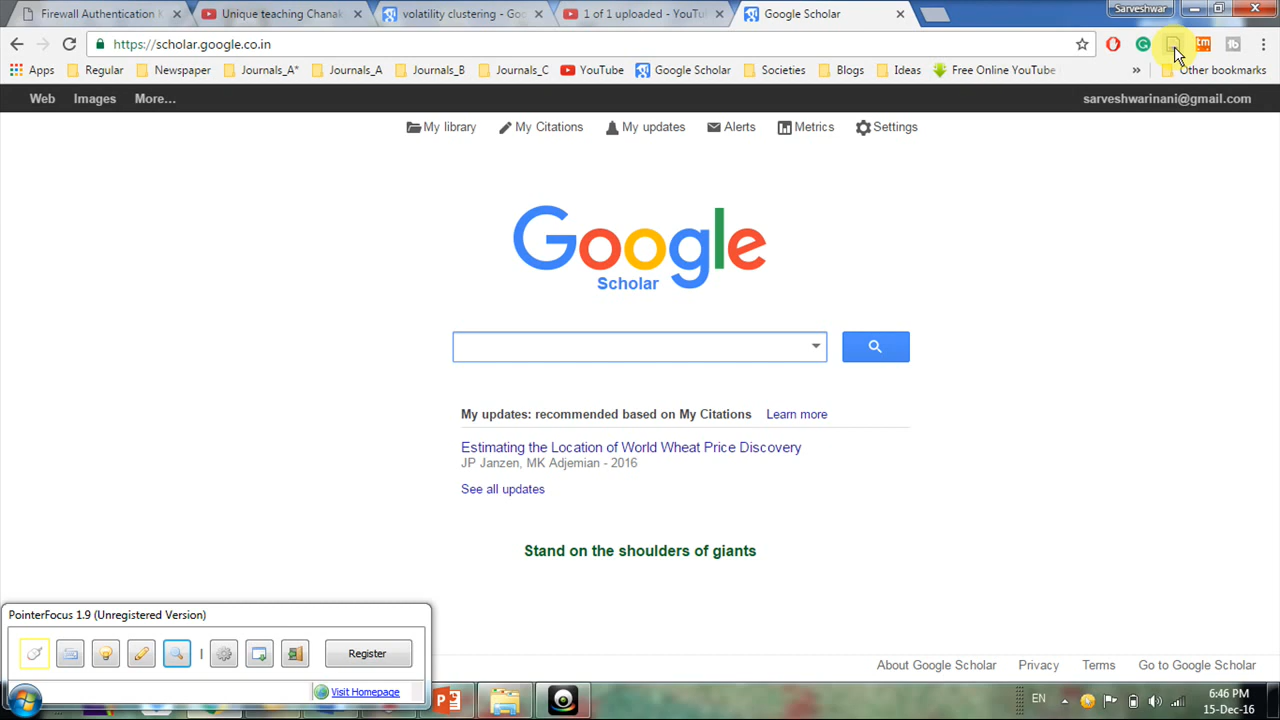 Firewall Authentication K
Unique teaching Chanak
volatility clustering - Goo
1 of 1 uploaded - YouTu
Google Scholar
Sarveshwar
https://scholar.google.co.in
Apps
Regular
Newspaper
Journals_A*
Journals_A
Journals_B
Journals_C
YouTube
Google Scholar
Societies
Blogs
Ideas
Free Online YouTube
»
Other bookmarks
Web
Images
More...
sarveshwarinani@gmail.com
My library
My Citations
My updates
Alerts
Metrics
Settings
Google
Scholar
My updates: recommended based on My Citations
Learn more
Estimating the Location of World Wheat Price Discovery
JP Janzen, MK Adjemian - 2016
See all updates
Stand on the shoulders of giants
PointerFocus 1.9 (Unregistered Version)
Register
Visit Homepage
About Google Scholar
Privacy
Terms
Go to Google Scholar
EN
6:46 PM
15-Dec-16